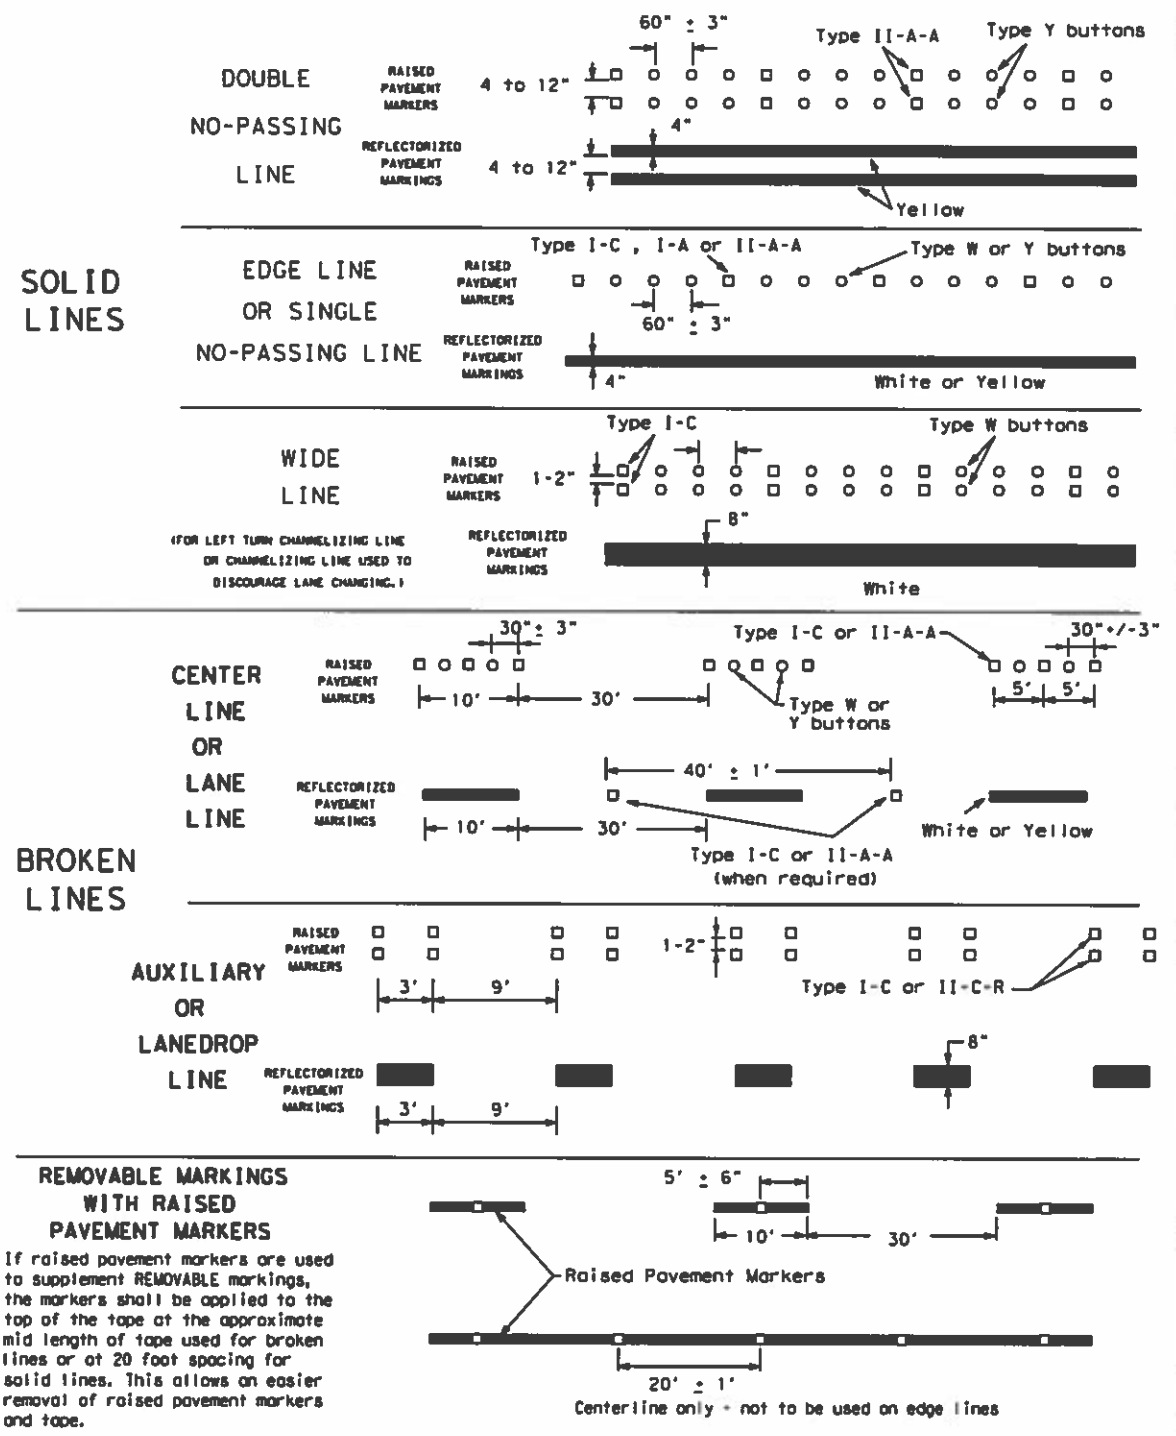 SOLID
LINES
DOUBLE
NO-PASSING
LINE
RAISED
PAVEMENT
MARKERS
4 to 12"
60" ± 3"
Type II-A-A
Type Y buttons
REFLECTORIZED
PAVEMENT
MARKINGS
4 to 12"
4"
Yellow
EDGE LINE
OR SINGLE
NO-PASSING LINE
RAISED
PAVEMENT
MARKERS
Type I-C , I-A or II-A-A
Type W or Y buttons
60" ± 3"
REFLECTORIZED
PAVEMENT
MARKINGS
4"
White or Yellow
WIDE
LINE
(FOR LEFT TURN CHANNELIZING LINE
OR CHANNELIZING LINE USED TO
DISCOURAGE LANE CHANGING.)
RAISED
PAVEMENT
MARKERS
1-2"
Type I-C
Type W buttons
REFLECTORIZED
PAVEMENT
MARKINGS
8"
White
BROKEN
LINES
CENTER
LINE
OR
LANE
LINE
RAISED
PAVEMENT
MARKERS
30" ± 3"
10'
30'
Type I-C or II-A-A
Type W or
Y buttons
30"+/-3"
5' 5'
REFLECTORIZED
PAVEMENT
MARKINGS
40' ± 1'
10'
30'
Type I-C or II-A-A
(when required)
White or Yellow
AUXILIARY
OR
LANEDROP
LINE
RAISED
PAVEMENT
MARKERS
3'
9'
1-2"
Type I-C or II-C-R
REFLECTORIZED
PAVEMENT
MARKINGS
3'
9'
8"
REMOVABLE MARKINGS
WITH RAISED
PAVEMENT MARKERS
If raised pavement markers are used
to supplement REMOVABLE markings,
the markers shall be applied to the
top of the tape at the approximate
mid length of tape used for broken
lines or at 20 foot spacing for
solid lines. This allows an easier
removal of raised pavement markers
and tape.
5' ± 6"
10'
30'
Raised Pavement Markers
20' ± 1'
Centerline only - not to be used on edge lines